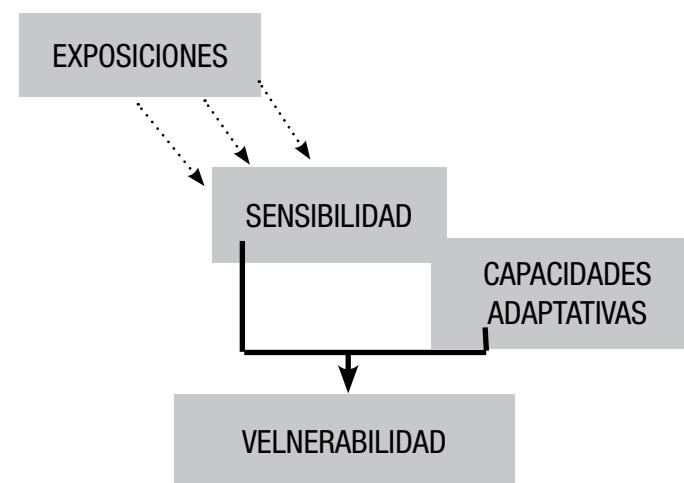 EXPOSICIONES
SENSIBILIDAD
CAPACIDADES
ADAPTATIVAS
VELNERABILIDAD